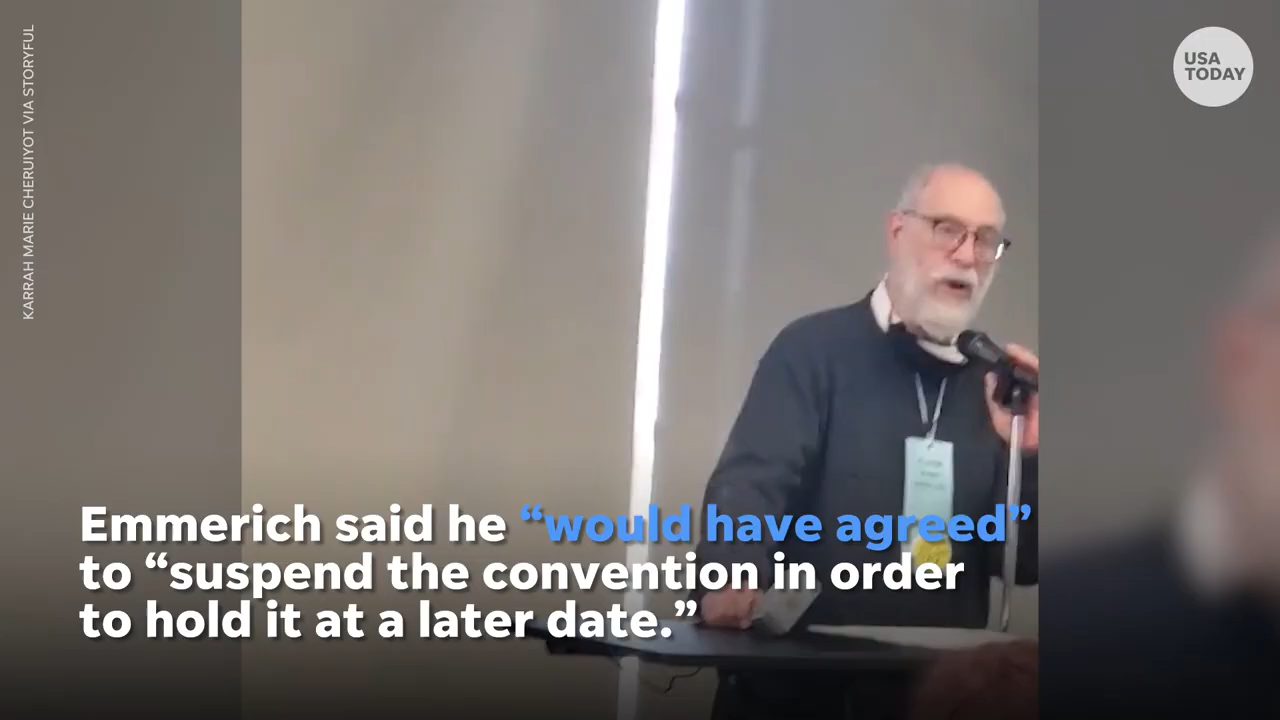 KARRAH MARIE CHERUIYOT VIA STORYFUL
USA
TODAY
Emmerich said he “would have agreed”
to “suspend the convention in order
to hold it at a later date.”